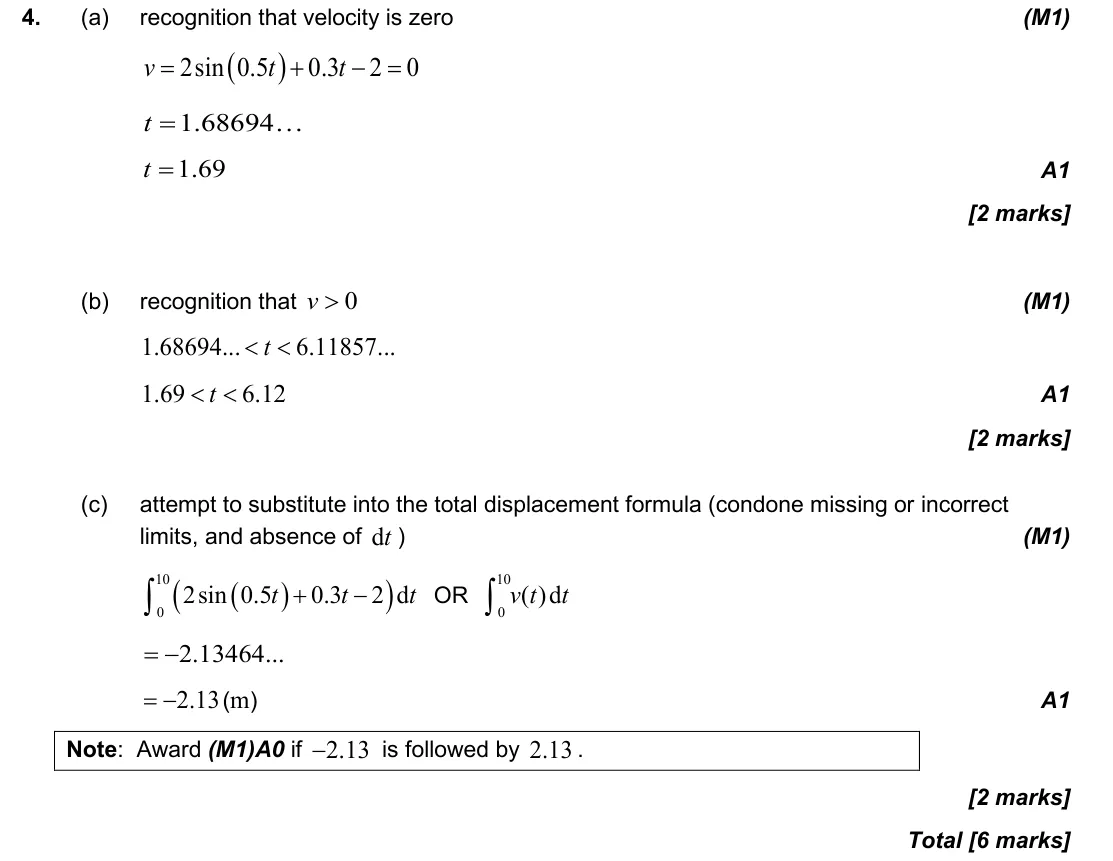 4. (a) recognition that velocity is zero (M1)
v = 2sin(0.5t) + 0.3t − 2 = 0
t = 1.68694…
t = 1.69 A1
[2 marks]
(b) recognition that v > 0 (M1)
1.68694... < t < 6.11857...
1.69 < t < 6.12 A1
[2 marks]
(c) attempt to substitute into the total displacement formula (condone missing or incorrect
limits, and absence of dt ) (M1)
∫₀¹⁰ (2sin(0.5t) + 0.3t − 2)dt OR ∫₀¹⁰ v(t)dt
= −2.13464...
= −2.13(m) A1
Note: Award (M1)A0 if −2.13 is followed by 2.13 .
[2 marks]
Total [6 marks]